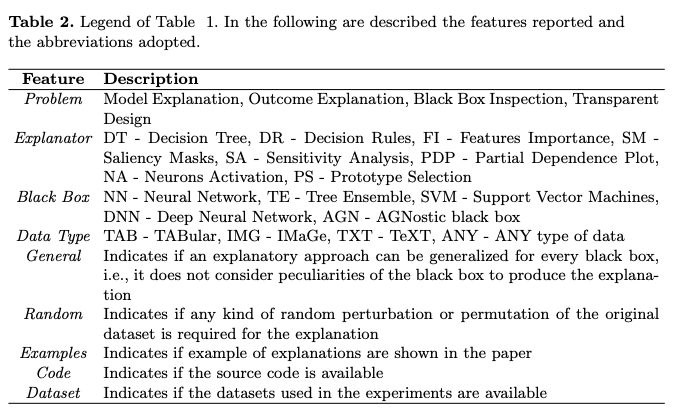 Table 2. Legend of Table 1. In the following are described the features reported and
the abbreviations adopted.
Feature Description
Problem Model Explanation, Outcome Explanation, Black Box Inspection, Transparent
Design
Explanator DT - Decision Tree, DR - Decision Rules, FI - Features Importance, SM -
Saliency Masks, SA - Sensitivity Analysis, PDP - Partial Dependence Plot,
NA - Neurons Activation, PS - Prototype Selection
Black Box NN - Neural Network, TE - Tree Ensemble, SVM - Support Vector Machines,
DNN - Deep Neural Network, AGN - AGNostic black box
Data Type TAB - TABular, IMG - IMaGe, TXT - TeXT, ANY - ANY type of data
General Indicates if an explanatory approach can be generalized for every black box,
i.e., it does not consider peculiarities of the black box to produce the explana-
tion
Random Indicates if any kind of random perturbation or permutation of the original
dataset is required for the explanation
Examples Indicates if example of explanations are shown in the paper
Code Indicates if the source code is available
Dataset Indicates if the datasets used in the experiments are available